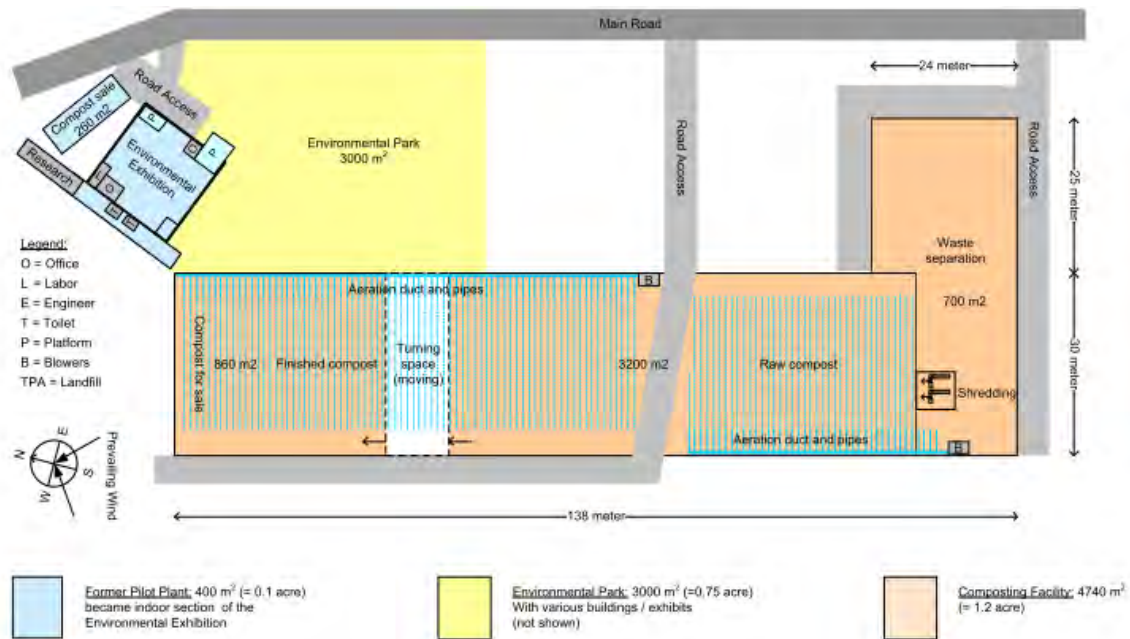 Main Road
24 meter
Road Access
Compost sale
260 m2
P
O
P
Environmental
Exhibition
Research
L
O
T
T
Environmental Park
3000 m²
Road Access
Road Access
25 meter
Waste
separation
700 m2
30 meter
Legend:
O = Office
L = Labor
E = Engineer
T = Toilet
P = Platform
B = Blowers
TPA = Landfill
Aeration duct and pipes
B
Compost for sale
860 m2
Finished compost
Turning
space
(moving)
3200 m2
Raw compost
Shredding
Aeration duct and pipes
B
N
E
S
W
Prevailing Wind
138 meter
Former Pilot Plant: 400 m² (= 0.1 acre)
became indoor section of the
Environmental Exhibition
Environmental Park: 3000 m² (=0,75 acre)
With various buildings / exhibits
(not shown)
Composting Facility: 4740 m²
(= 1.2 acre)